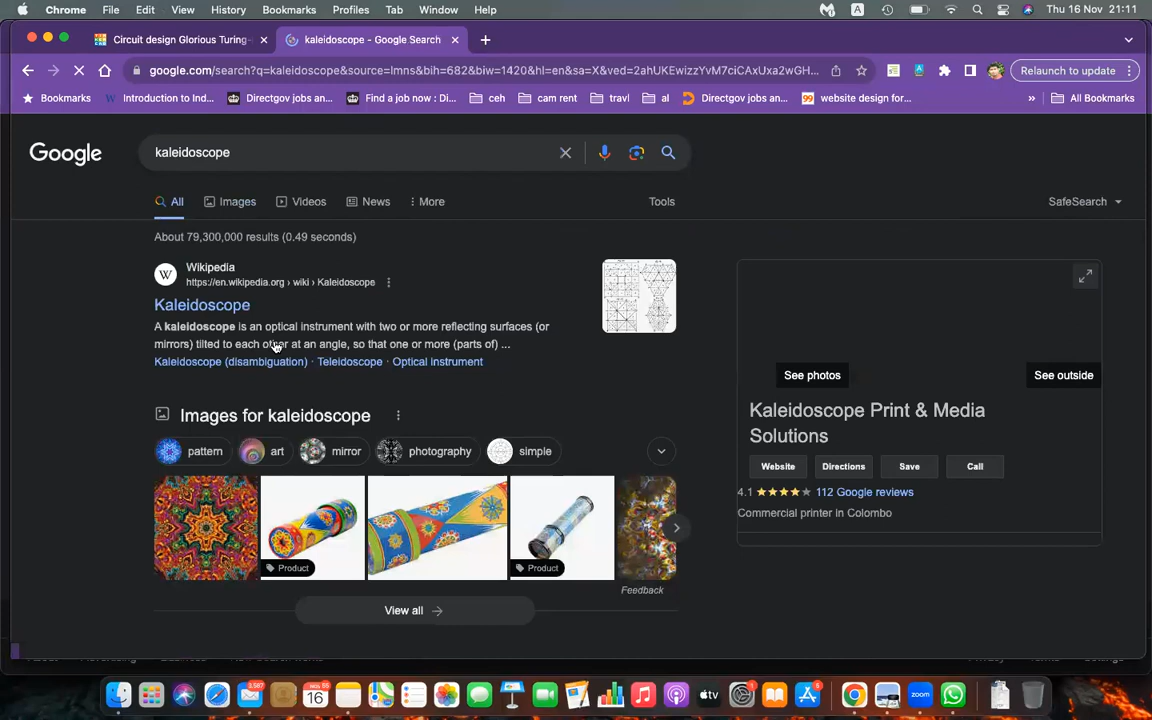 Chrome File Edit View History Bookmarks Profiles Tab Window Help A Thu 16 Nov 21:11
Circuit design Glorious Turing-
kaleidoscope - Google Search
google.com/search?q=kaleidoscope&source=lmns&bih=682&biw=1420&hl=en&sa=X&ved=2ahUKEwizzYvM7ciCAxUxa2wGH...
Relaunch to update
Bookmarks
Introduction to Ind...
Directgov jobs an...
Find a job now : Di...
ceh
cam rent
travl
al
Directgov jobs an...
99 website design for...
»
All Bookmarks
Google
kaleidoscope
All Images Videos News More
Tools
SafeSearch
About 79,300,000 results (0.49 seconds)
W
Wikipedia
https://en.wikipedia.org › wiki › Kaleidoscope
Kaleidoscope
A kaleidoscope is an optical instrument with two or more reflecting surfaces (or
mirrors) tilted to each other at an angle, so that one or more (parts of) ...
Kaleidoscope (disambiguation) · Teleidoscope · Optical instrument
Images for kaleidoscope
pattern
art
mirror
photography
simple
Product
Product
Feedback
View all
See photos
See outside
Kaleidoscope Print & Media
Solutions
Website
Directions
Save
Call
4.1 ★★★★★ 112 Google reviews
Commercial printer in Colombo
3,587
NOV
16
zoom